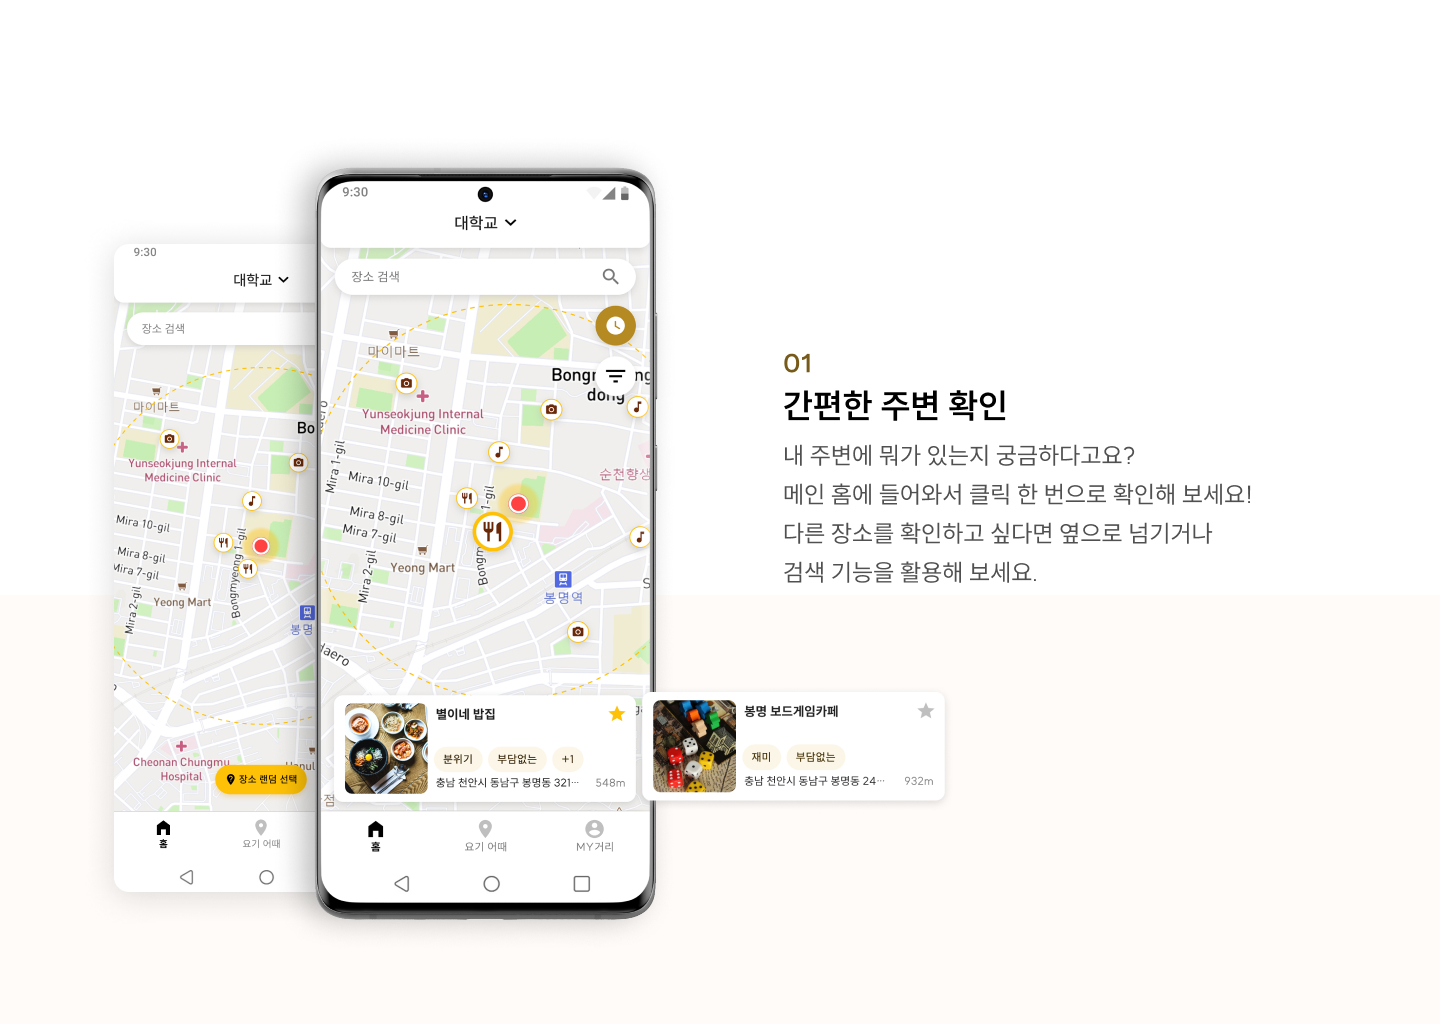 9:30
대학교
장소 검색
마이마트
Yunseokjung Internal
Medicine Clinic
Mira 10-gil
Mira 8-gil
Mira 7-gil
Mira 2-gil
Bongmyeong 1-gil
Yeong Mart
봉명
Cheonan Chungmu
Hospital
장소 랜덤 선택
홈
요기 어때
9:30
대학교
장소 검색
마이마트
dong
Yunseokjung Internal
Medicine Clinic
순천향
Mira 1-gil
Mira 10-gil
1-gil
Mira 8-gil
Mira 7-gil
Mira 2-gil
Yeong Mart
봉명역
별이네 밥집
분위기
부담없는
+1
충남 천안시 동남구 봉명동 321...
548m
홈
요기 어때
MY거리
봉명 보드게임카페
재미
부담없는
충남 천안시 동남구 봉명동 24...
932m
01
간편한 주변 확인
내 주변에 뭐가 있는지 궁금하다고요?
메인 홈에 들어와서 클릭 한 번으로 확인해 보세요!
다른 장소를 확인하고 싶다면 옆으로 넘기거나
검색 기능을 활용해 보세요.